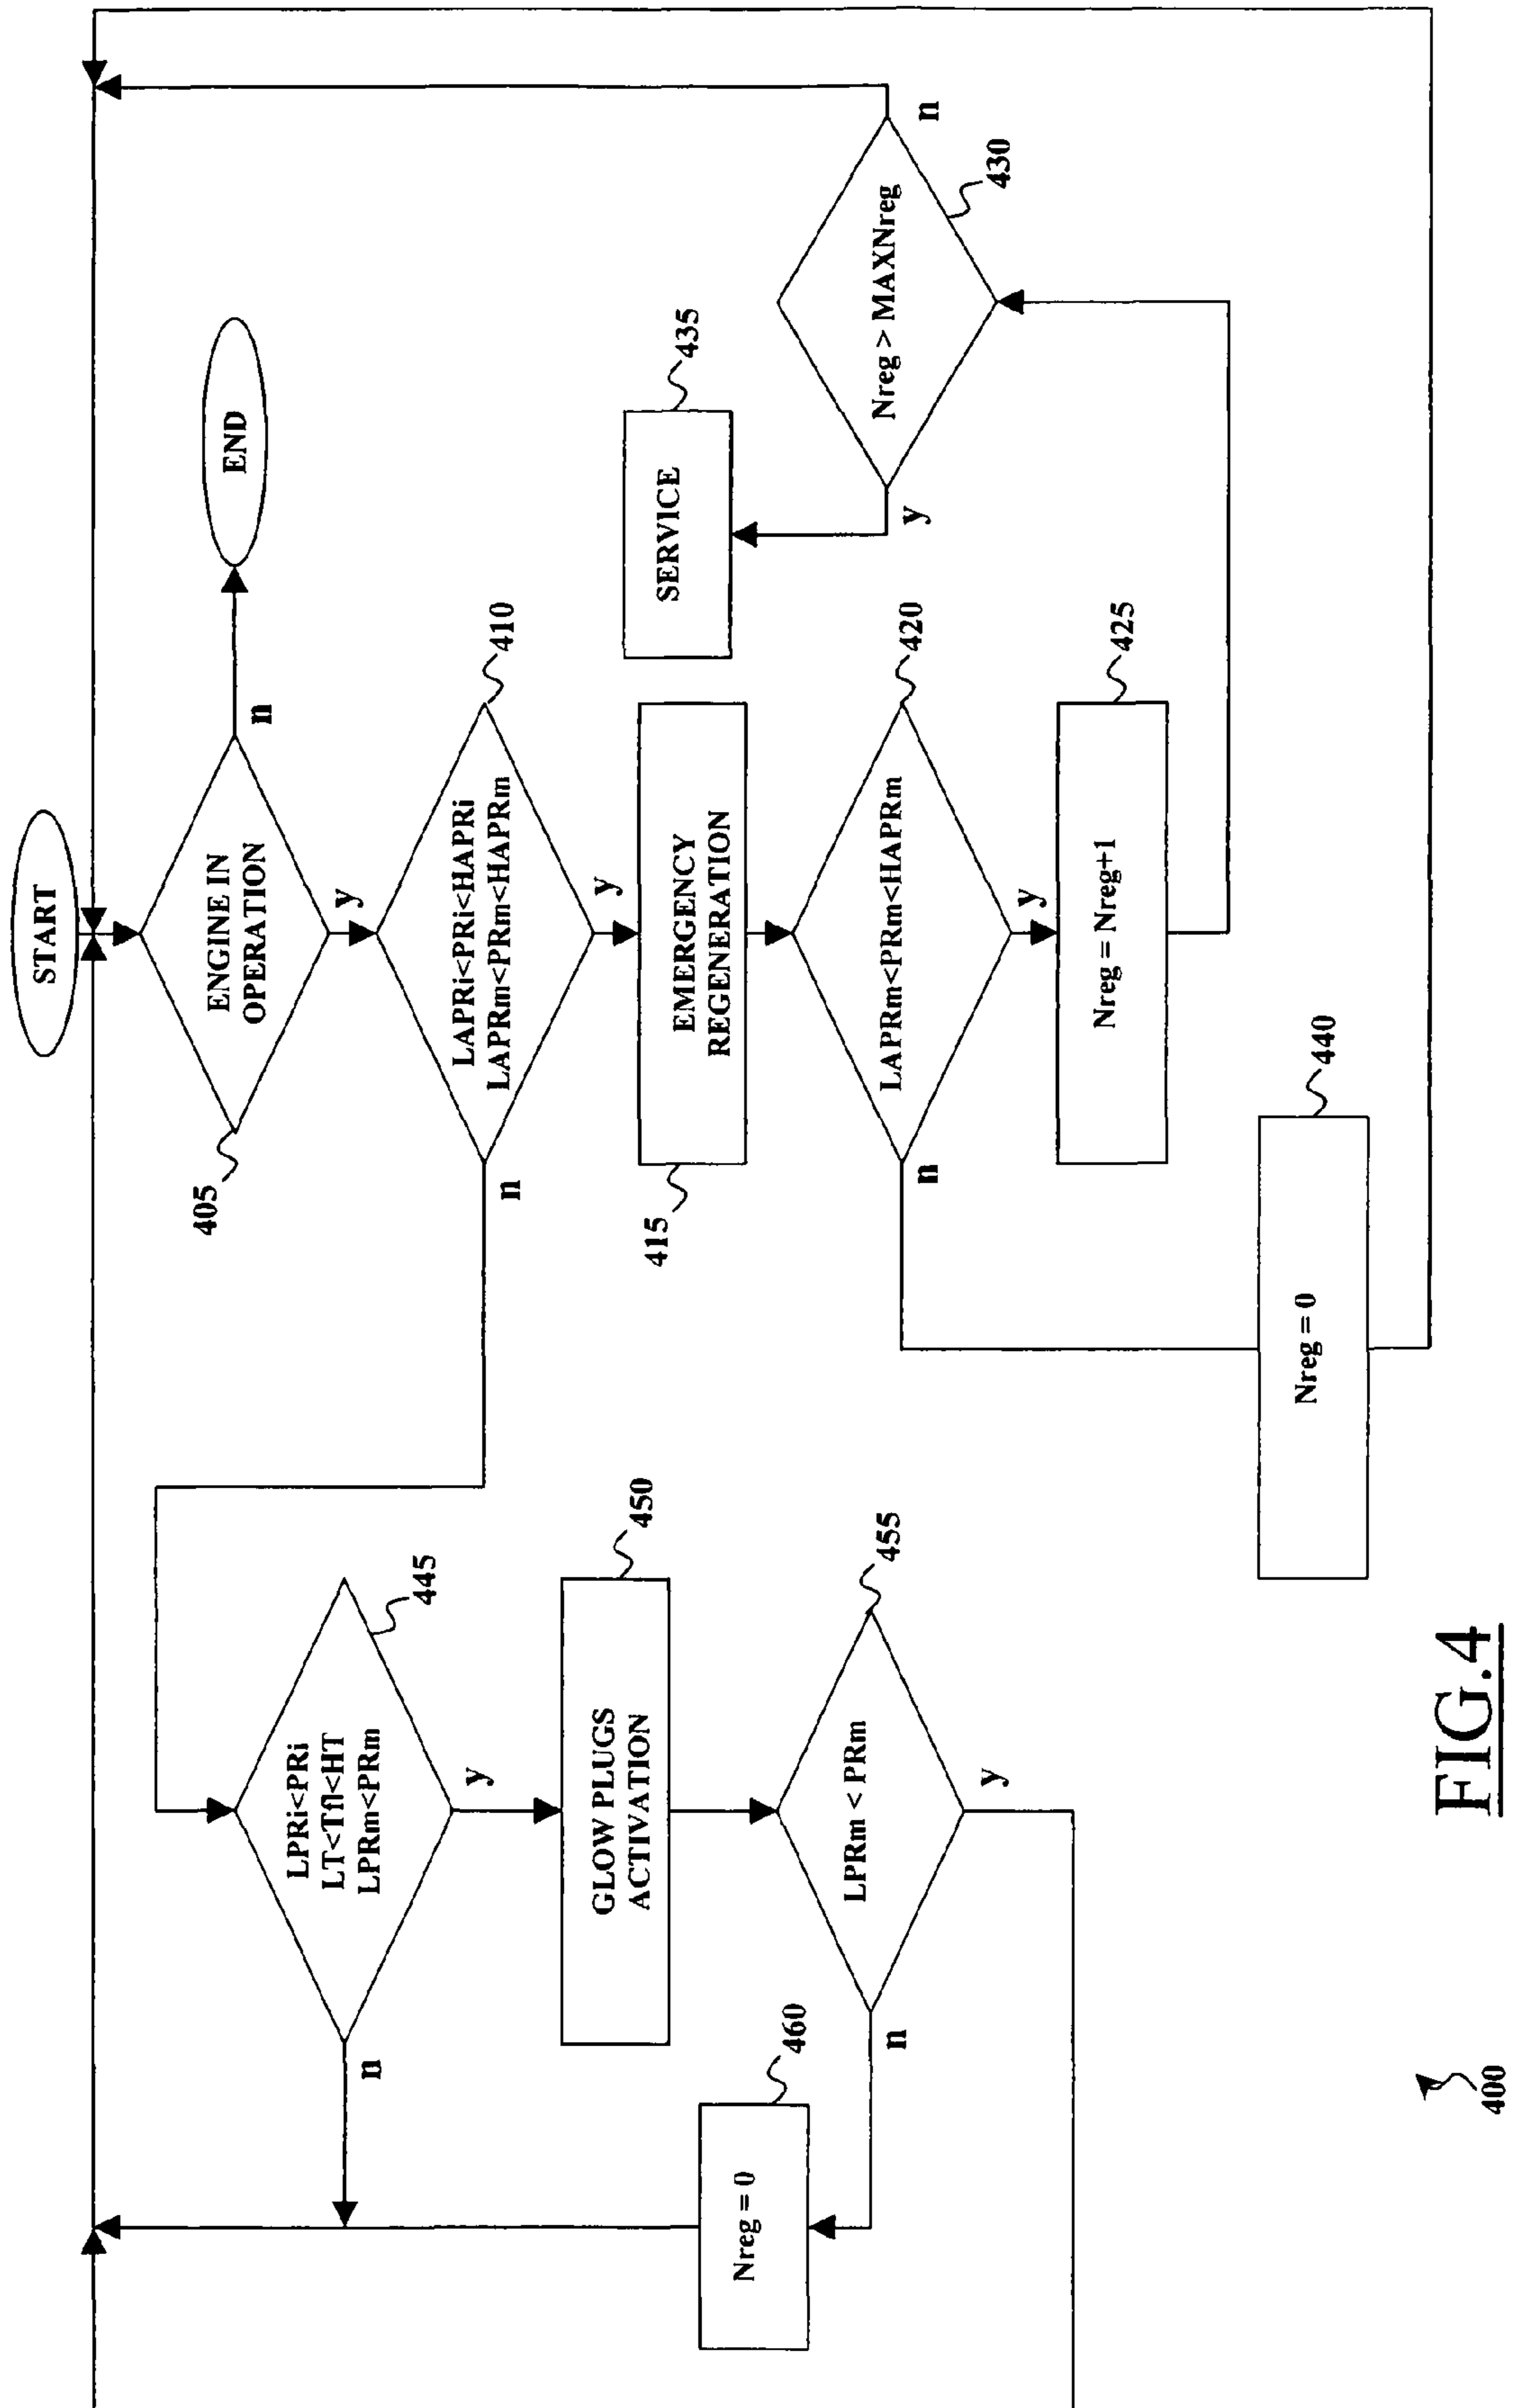 START
ENGINE IN
OPERATION
405
n
END
y
LAPRi<PRi<HAPRi
LAPRm<PRm<HAPRm
410
n
y
EMERGENCY
REGENERATION
415
LAPRm<PRm<HAPRm
420
n
y
Nreg = Nreg+1
425
Nreg > MAXNreg
430
n
y
SERVICE
435
Nreg = 0
440
LPRi<PRi
LT<Tfl<HT
LPRm<PRm
445
n
y
GLOW PLUGS
ACTIVATION
450
LPRm < PRm
455
n
y
Nreg = 0
460
400
FIG.4